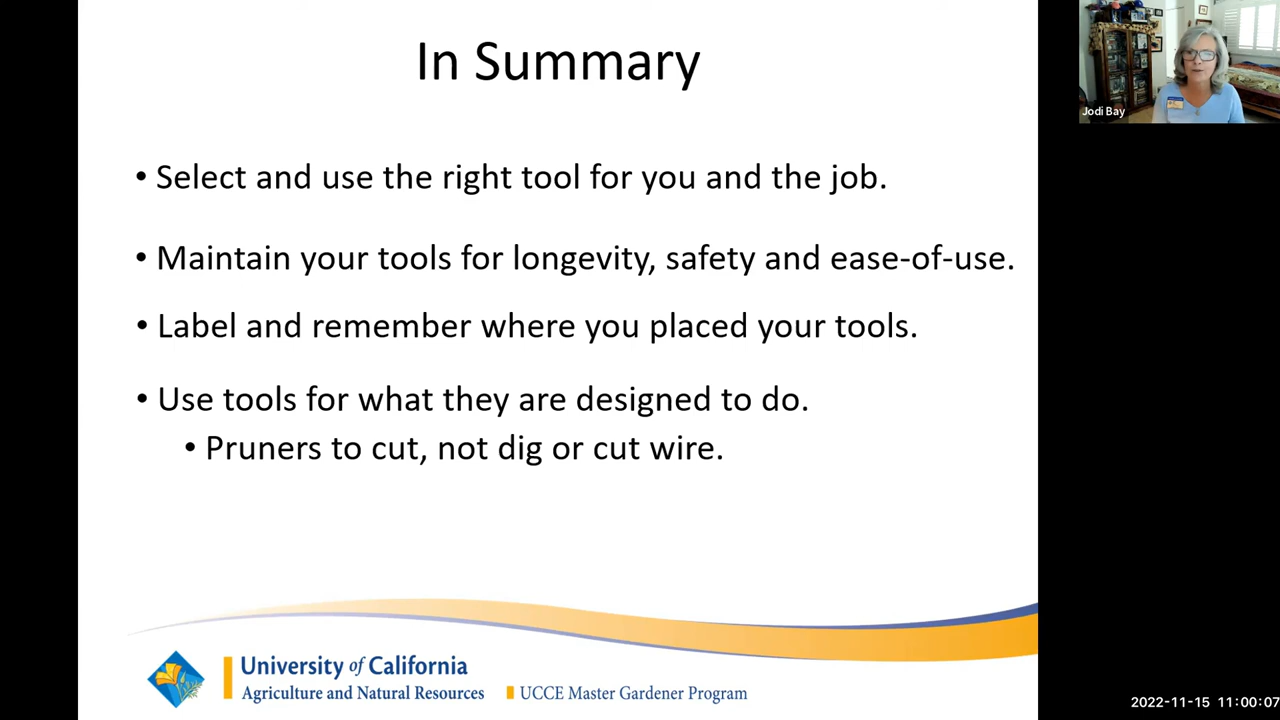 In Summary
Jodi Bay
• Select and use the right tool for you and the job.
• Maintain your tools for longevity, safety and ease-of-use.
• Label and remember where you placed your tools.
• Use tools for what they are designed to do.
• Pruners to cut, not dig or cut wire.
University of California
Agriculture and Natural Resources
UCCE Master Gardener Program
2022-11-15 11:00:07